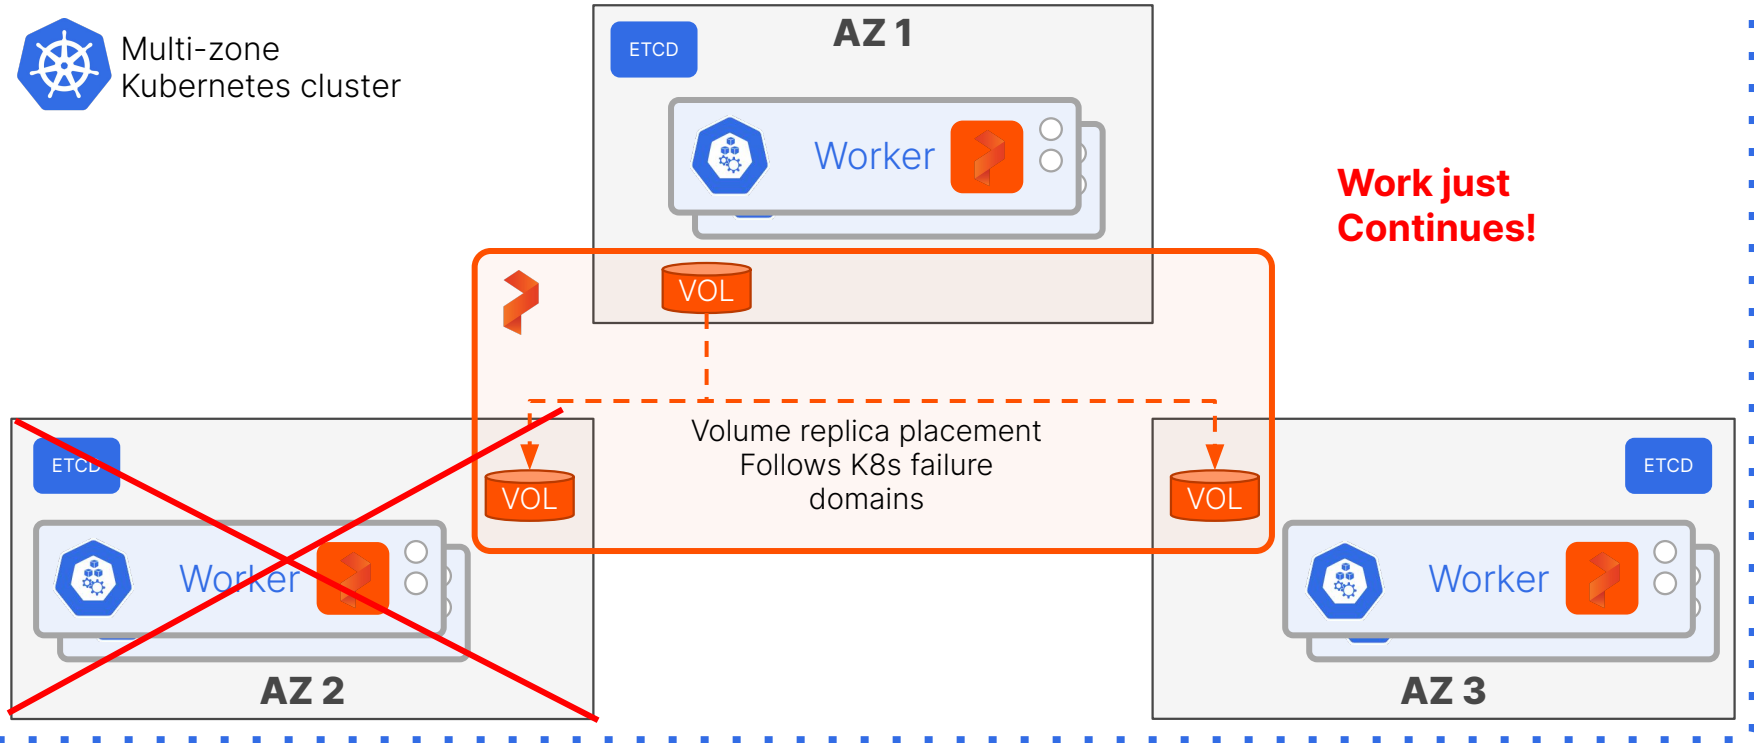 Multi-zone
Kubernetes cluster
ETCD
AZ 1
Worker
Work just
Continues!
VOL
Volume replica placement
Follows K8s failure
domains
ETCD
VOL
Worker
AZ 2
VOL
ETCD
Worker
AZ 3